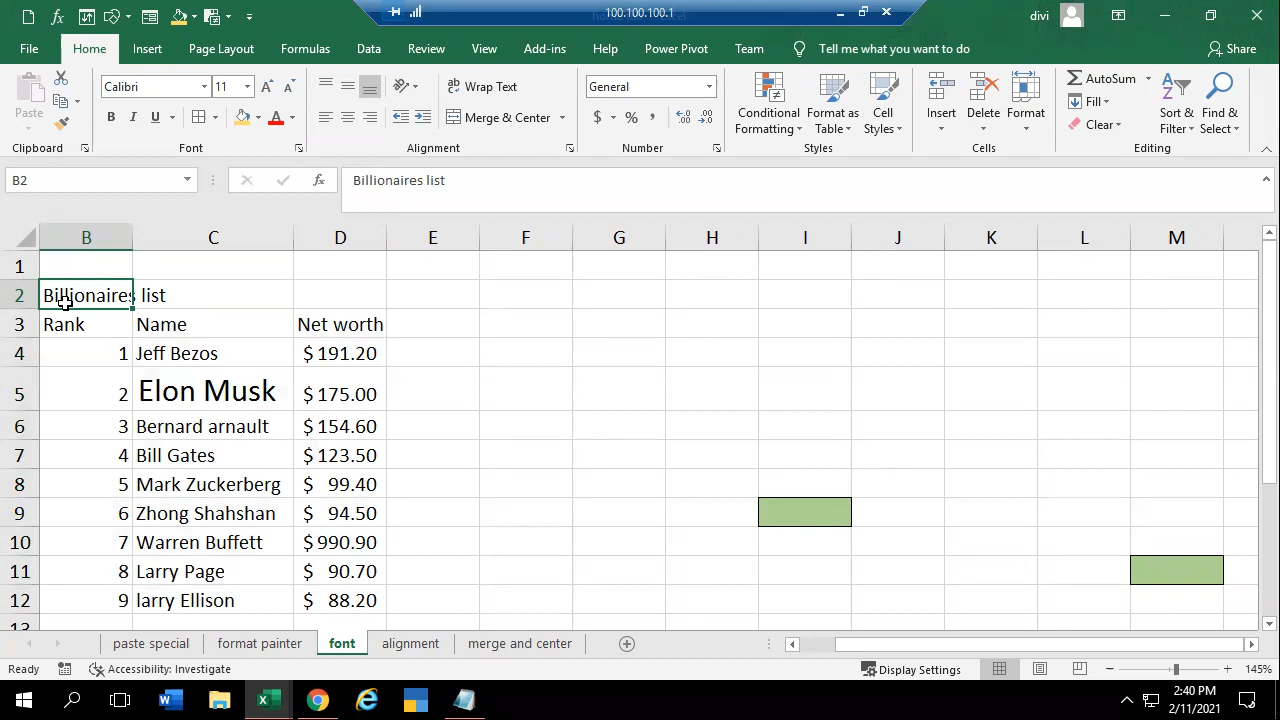 100.100.100.1
divi
File Home Insert Page Layout Formulas Data Review View Add-ins Help Power Pivot Team Tell me what you want to do Share
Paste
Clipboard
Calibri 11
B I U
Font
Wrap Text
Merge & Center
Alignment
General
$ % ,
Number
Conditional Formatting
Format as Table
Cell Styles
Styles
Insert Delete Format
Cells
AutoSum
Fill
Clear
Sort & Filter
Find & Select
Editing
B2 fx Billionaires list
B C D E F G H I J K L M
1
2 Billionaires list
3 Rank Name Net worth
4 1 Jeff Bezos $ 191.20
5 2 Elon Musk $ 175.00
6 3 Bernard arnault $ 154.60
7 4 Bill Gates $ 123.50
8 5 Mark Zuckerberg $ 99.40
9 6 Zhong Shahshan $ 94.50
10 7 Warren Buffett $ 990.90
11 8 Larry Page $ 90.70
12 9 larry Ellison $ 88.20
13
paste special format painter font alignment merge and center
Ready Accessibility: Investigate Display Settings 145%
2:40 PM
2/11/2021